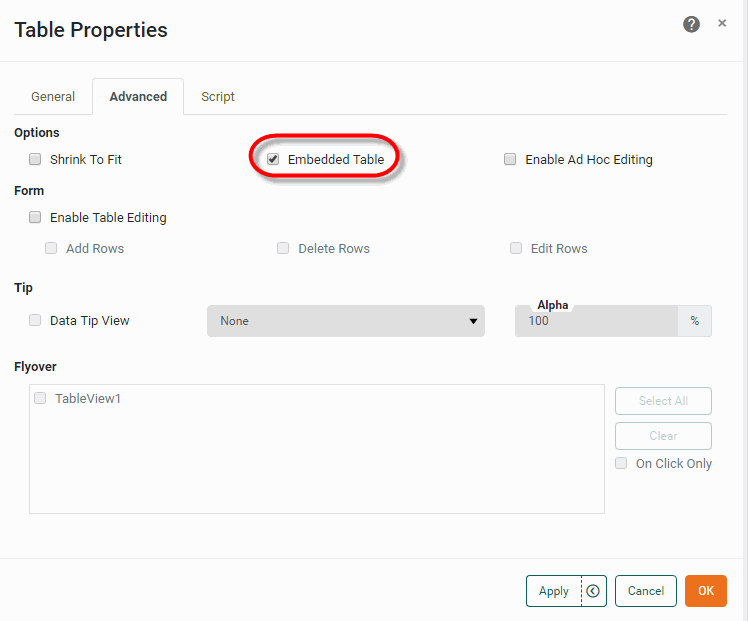 Table Properties ? ×
General Advanced Script
Options
Shrink To Fit Embedded Table Enable Ad Hoc Editing
Form
Enable Table Editing
Add Rows Delete Rows Edit Rows
Tip
Alpha
Data Tip View None 100 %
Flyover
TableView1
Select All
Clear
On Click Only
Apply Cancel OK